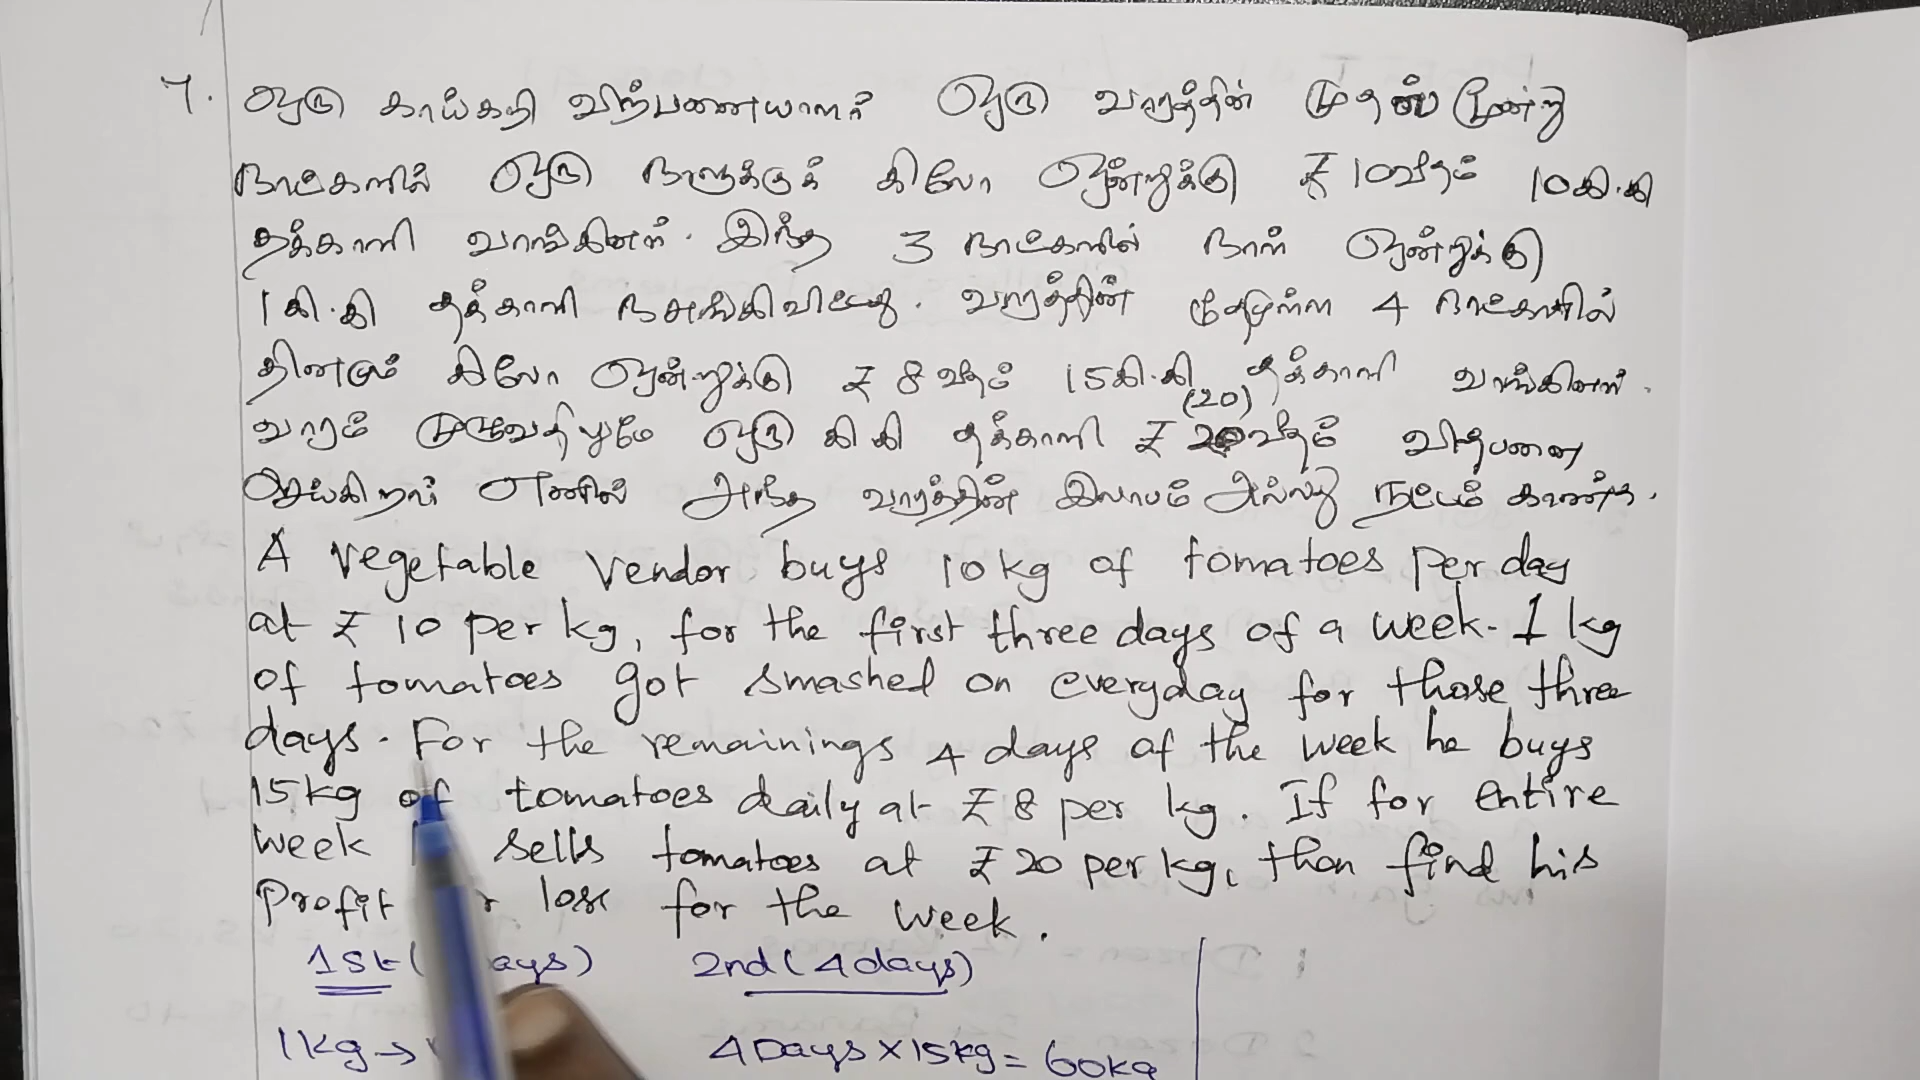 7. ஒரு காய்கறி விற்பனையாளர் ஒரு வாரத்தின் முதல் மூன்று
நாட்களில் ஒரு நாளுக்குக் கிலோ ஒன்றுக்கு ₹ 10வீதம் 10கி.கி
தக்காளி வாங்கினார். இந்த 3 நாட்களில் நாள் ஒன்றுக்கு
1கி.கி தக்காளி நசுங்கிவிட்டது. வாரத்தின் மீதமுள்ள 4 நாட்களில்
தினமும் கிலோ ஒன்றுக்கு ₹ 8 வீதம் 15கி.கி தக்காளி வாங்கினார்.
(20)
வாரம் முழுவதியுமே ஒரு கி கி தக்காளி ₹ 20வீதம் விற்பனை
செய்கிறார் எனில் அந்த வாரத்தின் இலாபம் அல்லது நட்டம் காண்க.
A vegetable Vendor buys 10kg of tomatoes per day
at ₹ 10 per kg, for the first three days of a week. 1 kg
of tomatoes got smashed on everyday for those three
days. For the remainings 4 days of the week he buys
15kg of tomatoes daily at ₹ 8 per kg. If for entire
week sells tomatoes at ₹ 20 per kg, then find his
Profit loss for the week.
1st ( ays) 2nd (4 days)
1kg → 4 Days × 15kg = 60kg